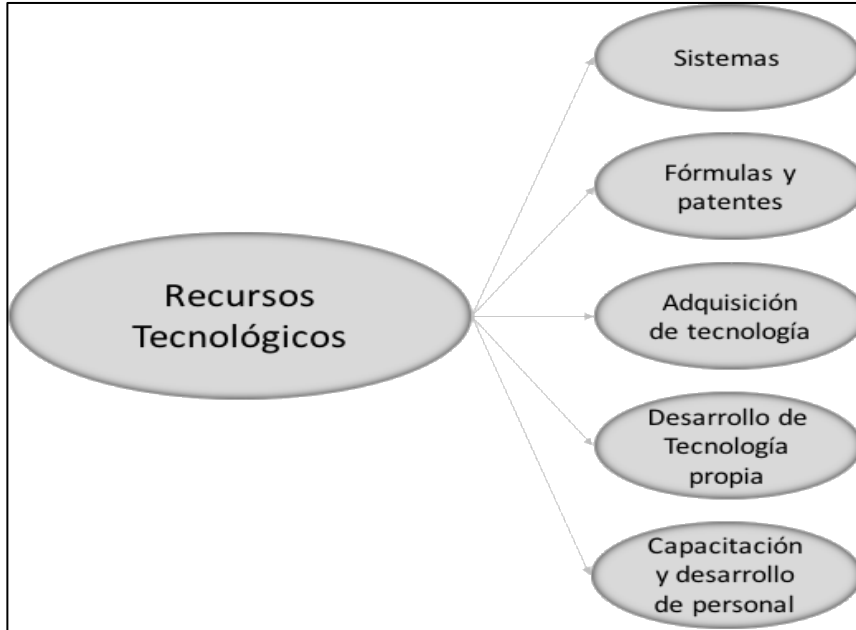 Recursos
Tecnológicos
Sistemas
Fórmulas y
patentes
Adquisición
de tecnología
Desarrollo de
Tecnología
propia
Capacitación
y desarrollo
de personal